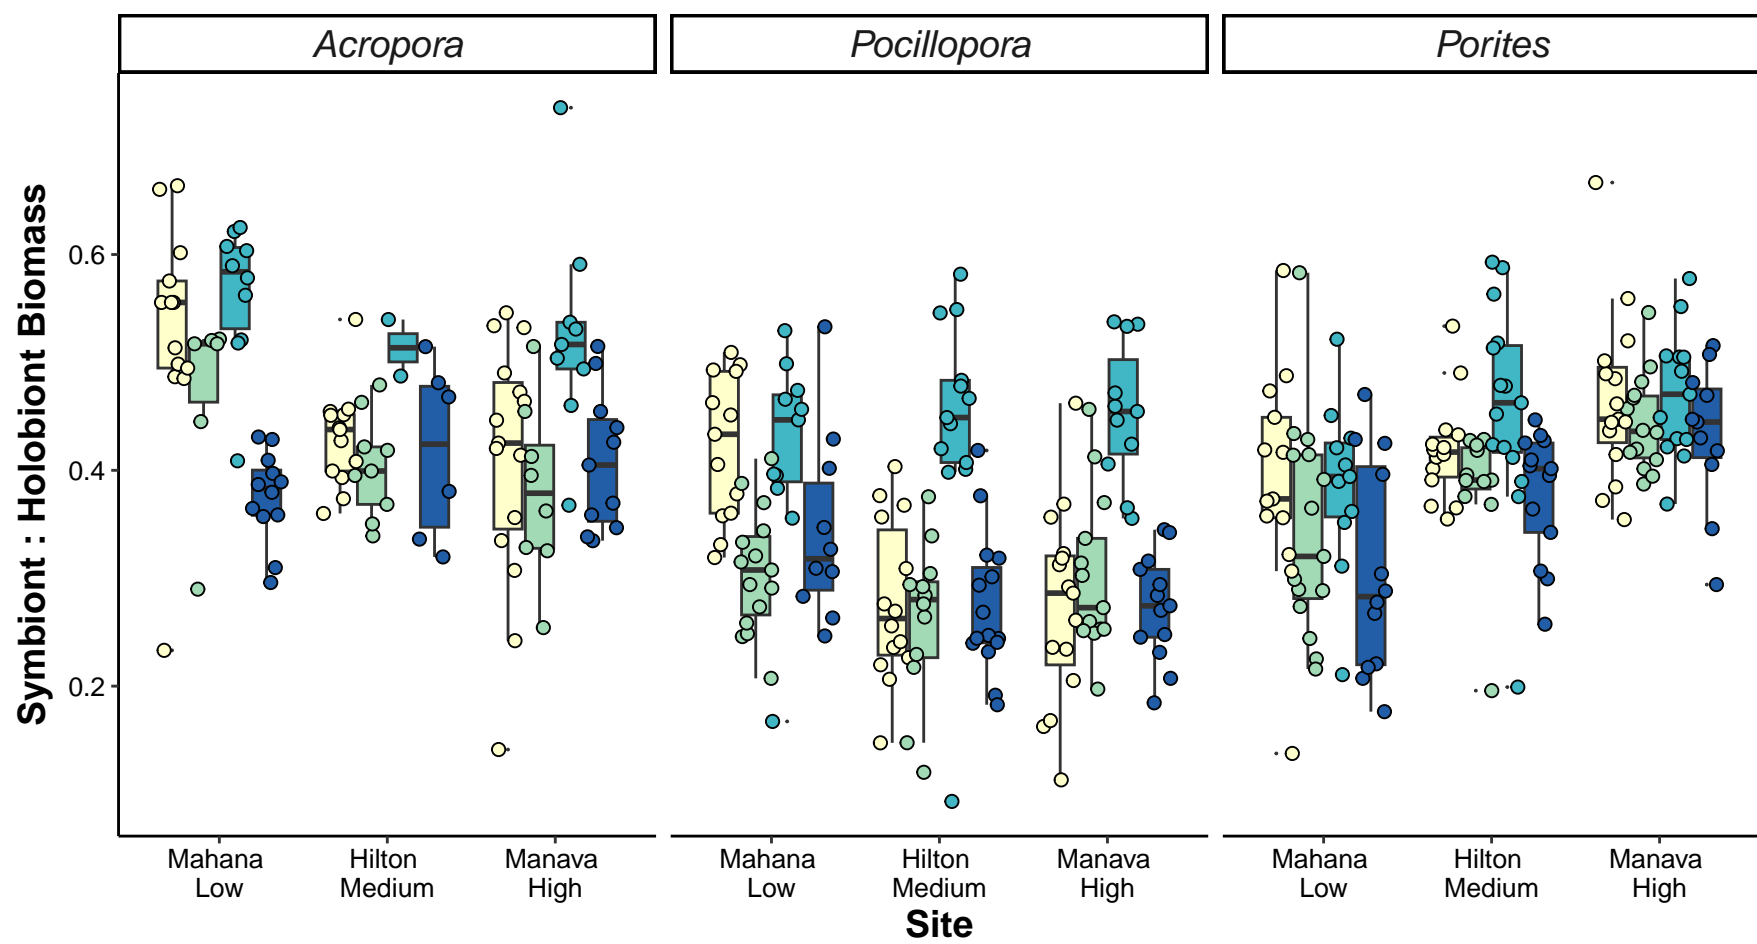 Acropora
Pocillopora
Porites
Symbiont : Holobiont Biomass
0.6
0.4
0.2
Mahana
Low
Hilton
Medium
Manava
High
Mahana
Low
Hilton
Medium
Manava
High
Mahana
Low
Hilton
Medium
Manava
High
Site